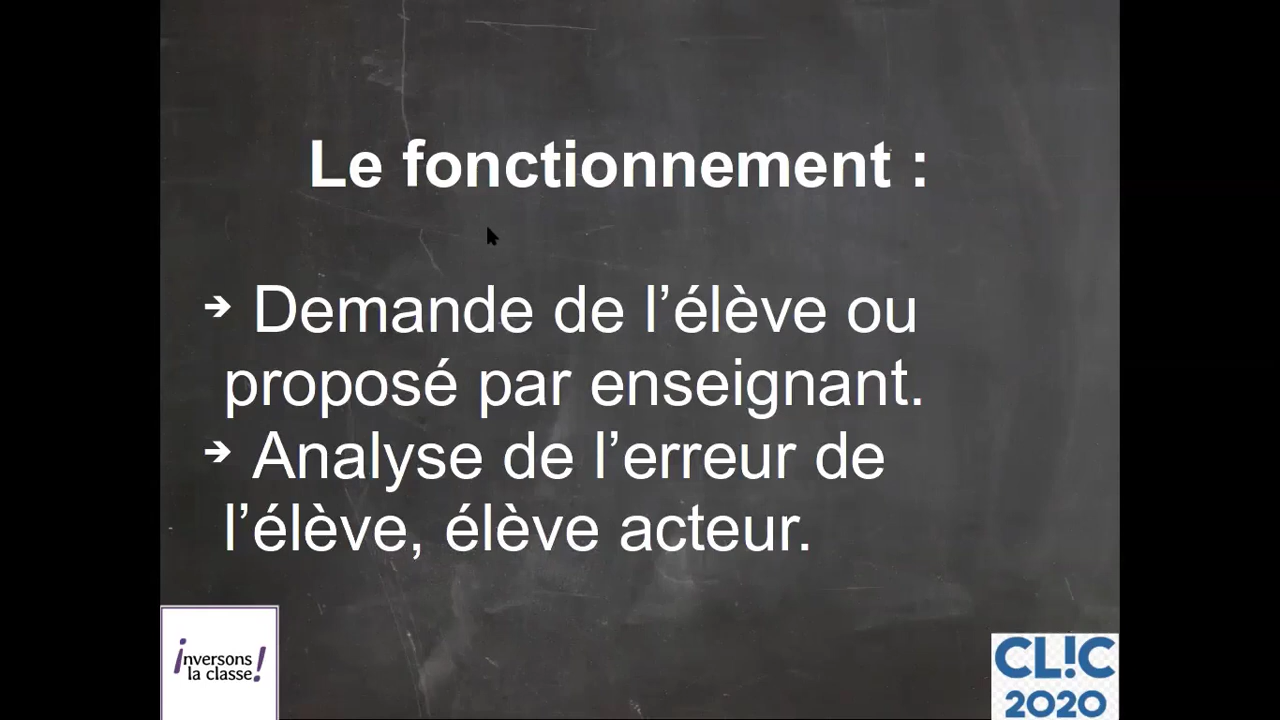 Le fonctionnement :
➔ Demande de l’élève ou
proposé par enseignant.
➔ Analyse de l’erreur de
l’élève, élève acteur.
¡nversons
la classe!
CL!C
2020